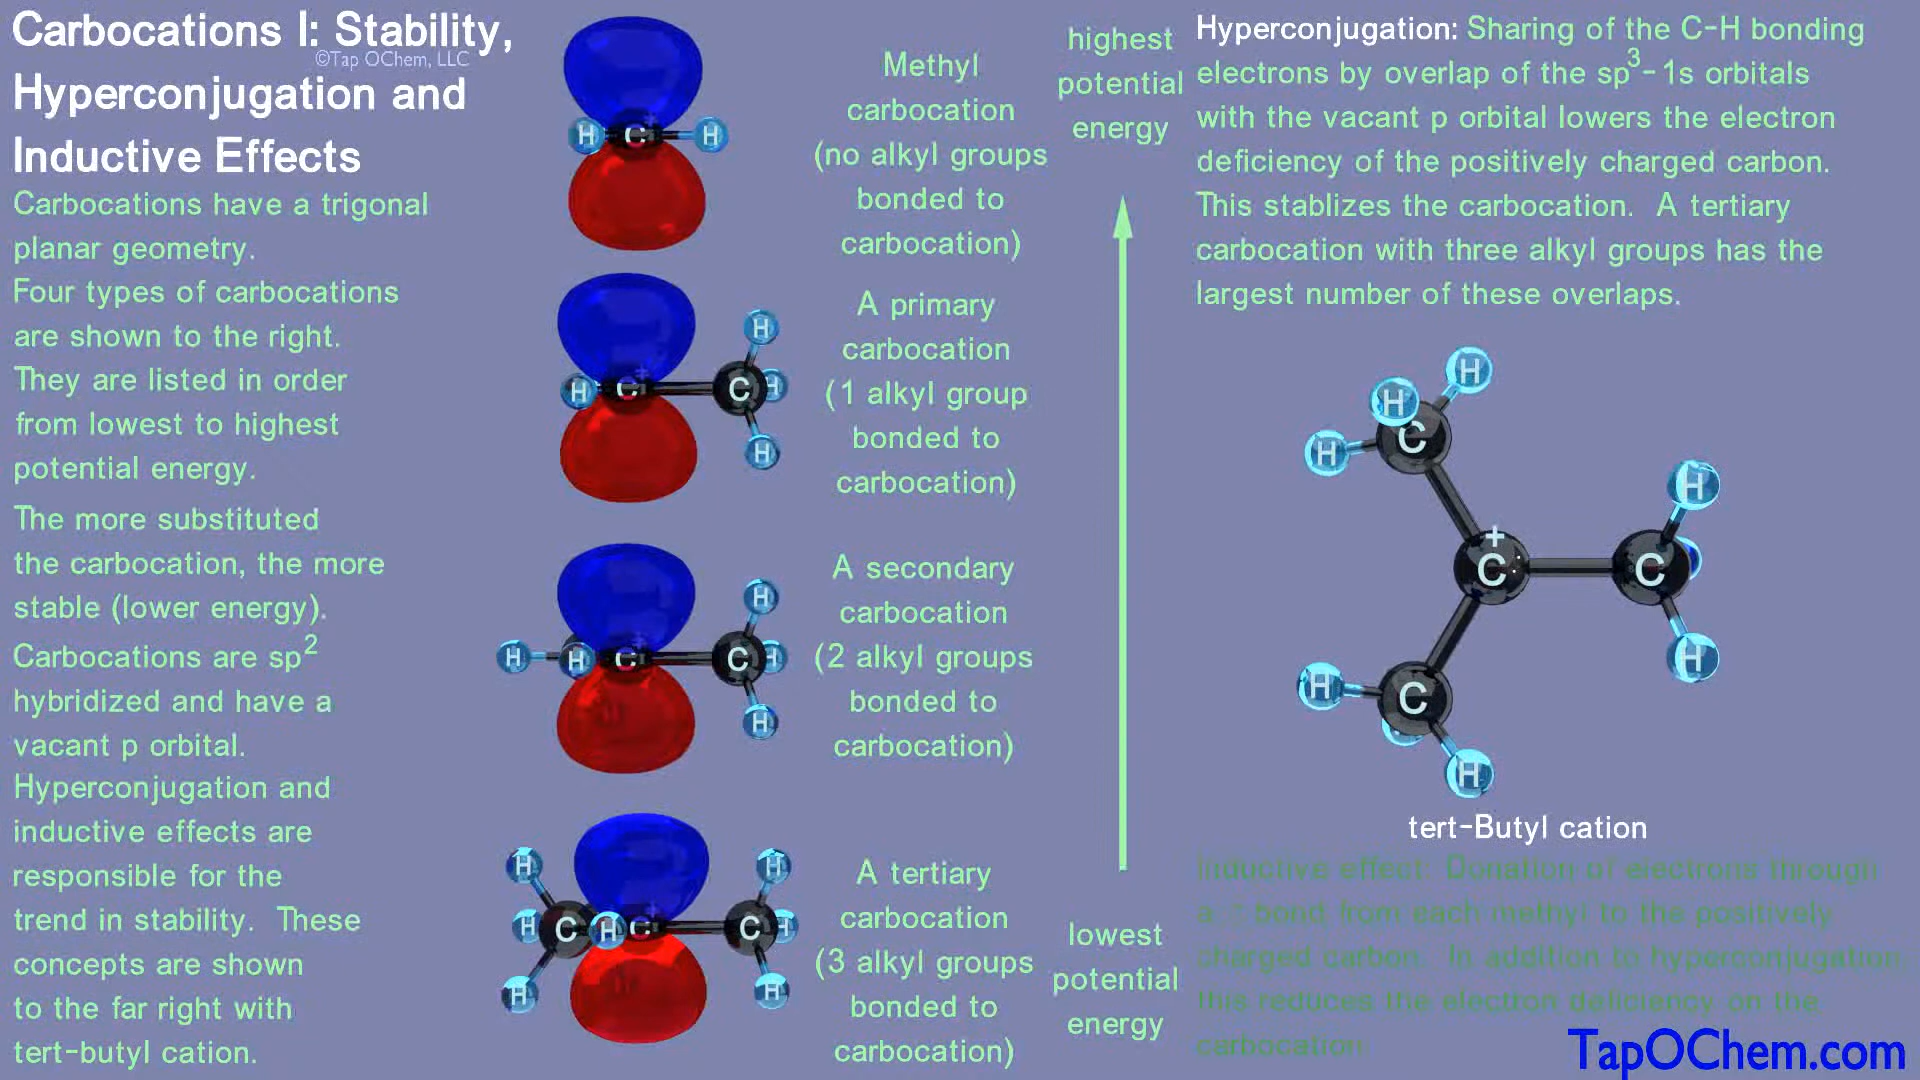 Carbocations I: Stability,
©Tap OChem, LLC
Hyperconjugation and
Inductive Effects
Carbocations have a trigonal
planar geometry.
Four types of carbocations
are shown to the right.
They are listed in order
from lowest to highest
potential energy.
The more substituted
the carbocation, the more
stable (lower energy).
Carbocations are sp²
hybridized and have a
vacant p orbital.
Hyperconjugation and
inductive effects are
responsible for the
trend in stability.  These
concepts are shown
to the far right with
tert-butyl cation.
H C + H
Methyl
carbocation
(no alkyl groups
bonded to
carbocation)
H C + C H H H
A primary
carbocation
(1 alkyl group
bonded to
carbocation)
H H C + C H H H
A secondary
carbocation
(2 alkyl groups
bonded to
carbocation)
H H H C H C + C H H H
A tertiary
carbocation
(3 alkyl groups
bonded to
carbocation)
highest
potential
energy
lowest
potential
energy
Hyperconjugation: Sharing of the C-H bonding
electrons by overlap of the sp³-1s orbitals
with the vacant p orbital lowers the electron
deficiency of the positively charged carbon.
This stablizes the carbocation.  A tertiary
carbocation with three alkyl groups has the
largest number of these overlaps.
H
H
C
H
H
+
C
C
H
H
C
H
tert-Butyl cation
Inductive effect: Donation of electrons through
a bond from each methyl to the positively
charged carbon.  In addition to hyperconjugation,
this reduces the electron deficiency on the
carbocation.
TapOChem.com